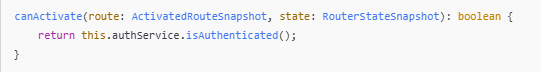 canActivate(route: ActivatedRouteSnapshot, state: RouterStateSnapshot): boolean {
    return this.authService.isAuthenticated();
}